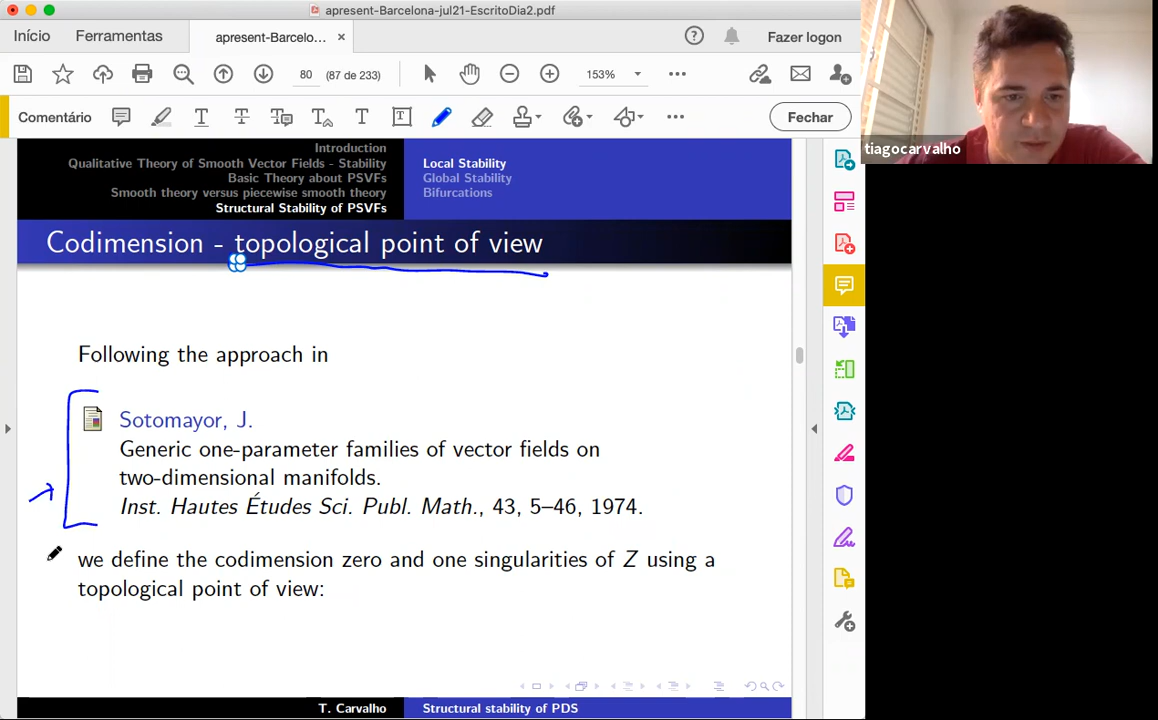 apresent-Barcelona-jul21-EscritoDia2.pdf
Início
Ferramentas
apresent-Barcelo...
Fazer logon
80
(87 de 233)
153%
Comentário
Fechar
tiagocarvalho
Introduction
Qualitative Theory of Smooth Vector Fields - Stability
Basic Theory about PSVFs
Smooth theory versus piecewise smooth theory
Structural Stability of PSVFs
Local Stability
Global Stability
Bifurcations
Codimension - topological point of view
Following the approach in
Sotomayor, J.
Generic one-parameter families of vector fields on
two-dimensional manifolds.
Inst. Hautes Études Sci. Publ. Math., 43, 5–46, 1974.
we define the codimension zero and one singularities of Z using a
topological point of view:
T. Carvalho
Structural stability of PDS